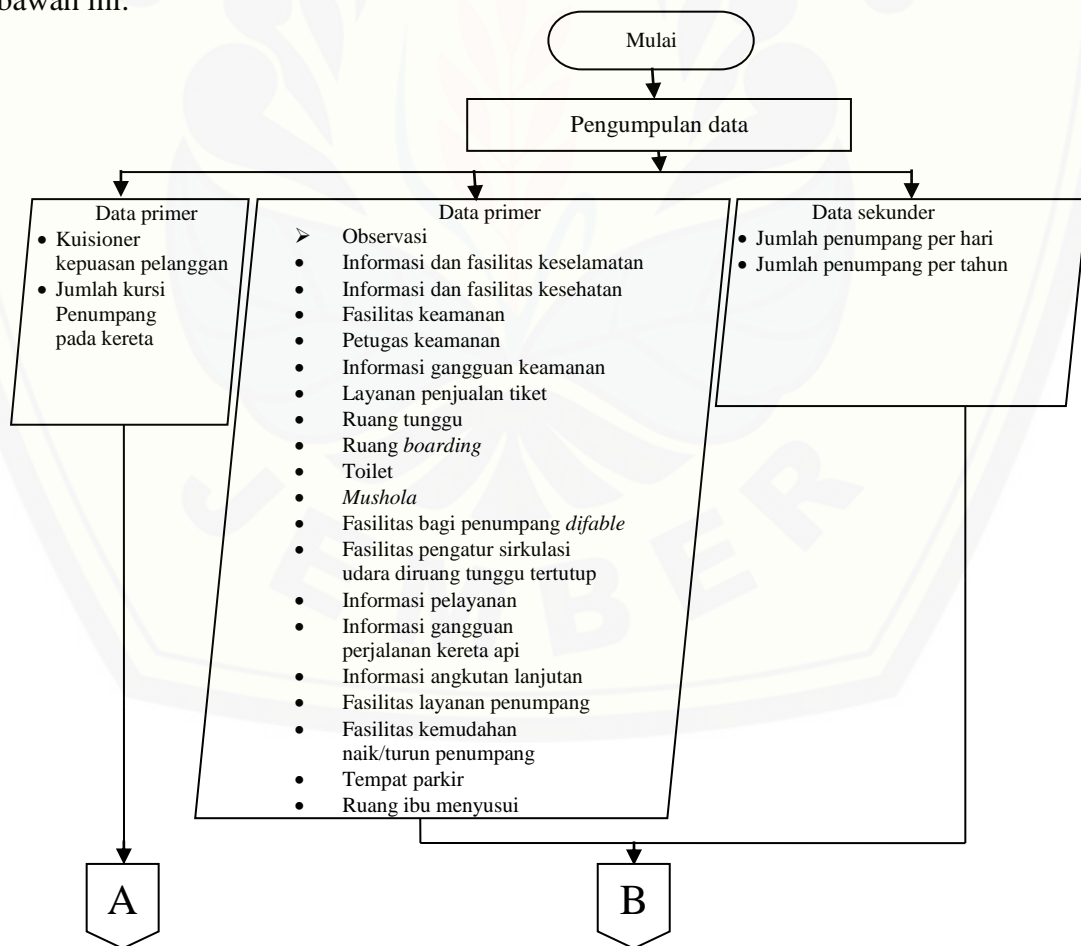 bawah ini.
Mulai
Pengumpulan data
Data primer
• Kuisioner
kepuasan pelanggan
• Jumlah kursi
Penumpang
pada kereta
Data primer
➢ Observasi
• Informasi dan fasilitas keselamatan
• Informasi dan fasilitas kesehatan
• Fasilitas keamanan
• Petugas keamanan
• Informasi gangguan keamanan
• Layanan penjualan tiket
• Ruang tunggu
• Ruang boarding
• Toilet
• Mushola
• Fasilitas bagi penumpang difable
• Fasilitas pengatur sirkulasi
udara diruang tunggu tertutup
• Informasi pelayanan
• Informasi gangguan
perjalanan kereta api
• Informasi angkutan lanjutan
• Fasilitas layanan penumpang
• Fasilitas kemudahan
naik/turun penumpang
• Tempat parkir
• Ruang ibu menyusui
Data sekunder
• Jumlah penumpang per hari
• Jumlah penumpang per tahun
A
B
JEMBER